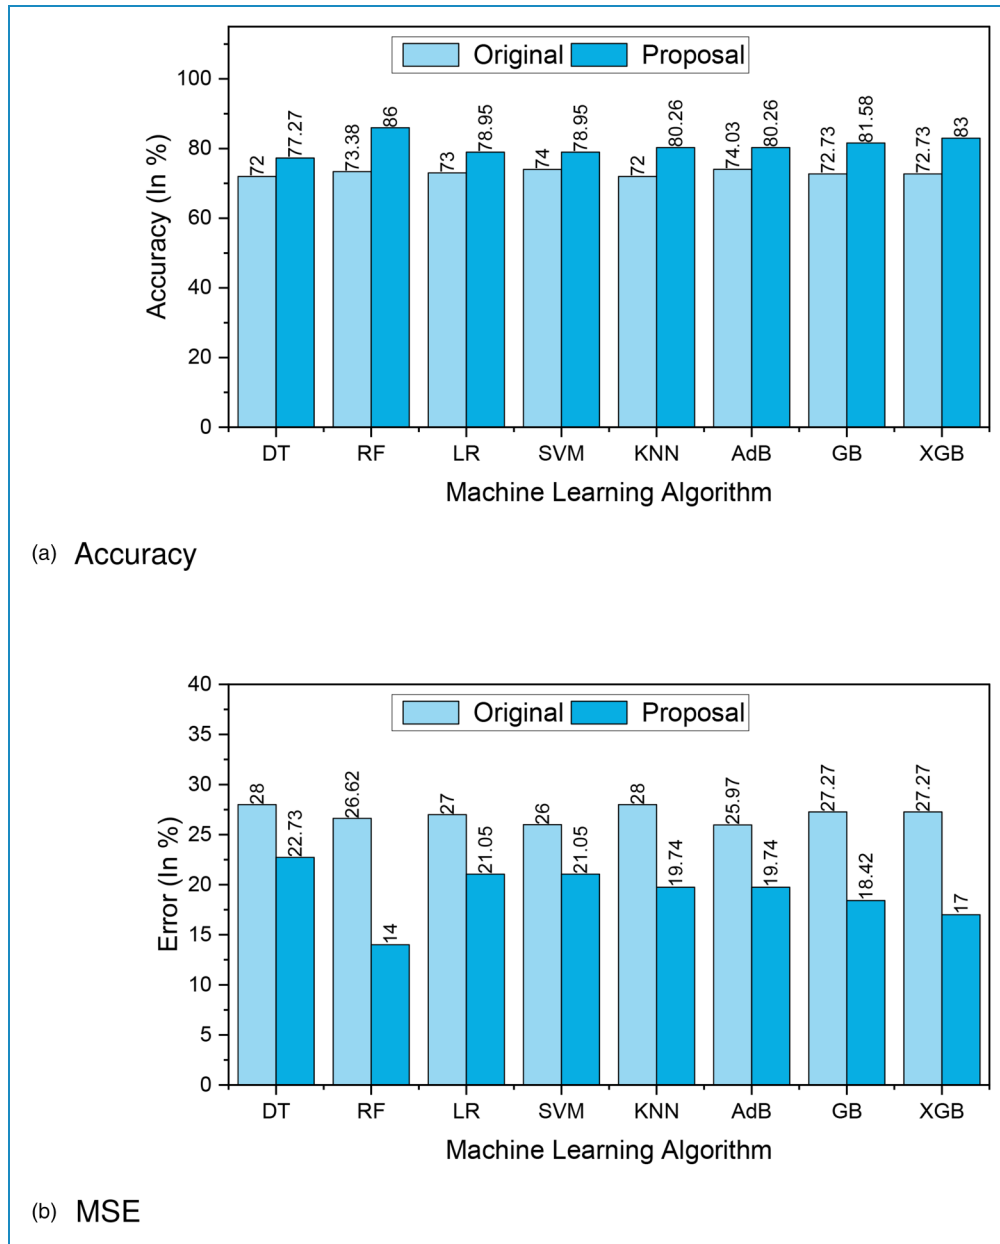 Original Proposal
100
80
60
40
20
0
Accuracy (In %)
72 77.27 73.38 86 73 78.95 74 78.95 72 80.26 74.03 80.26 72.73 81.58 72.73 83
DT RF LR SVM KNN AdB GB XGB
Machine Learning Algorithm
(a) Accuracy
Original Proposal
40
35
30
25
20
15
10
5
0
Error (In %)
28 22.73 26.62 14 27 21.05 26 21.05 28 19.74 25.97 19.74 27.27 18.42 27.27 17
DT RF LR SVM KNN AdB GB XGB
Machine Learning Algorithm
(b) MSE